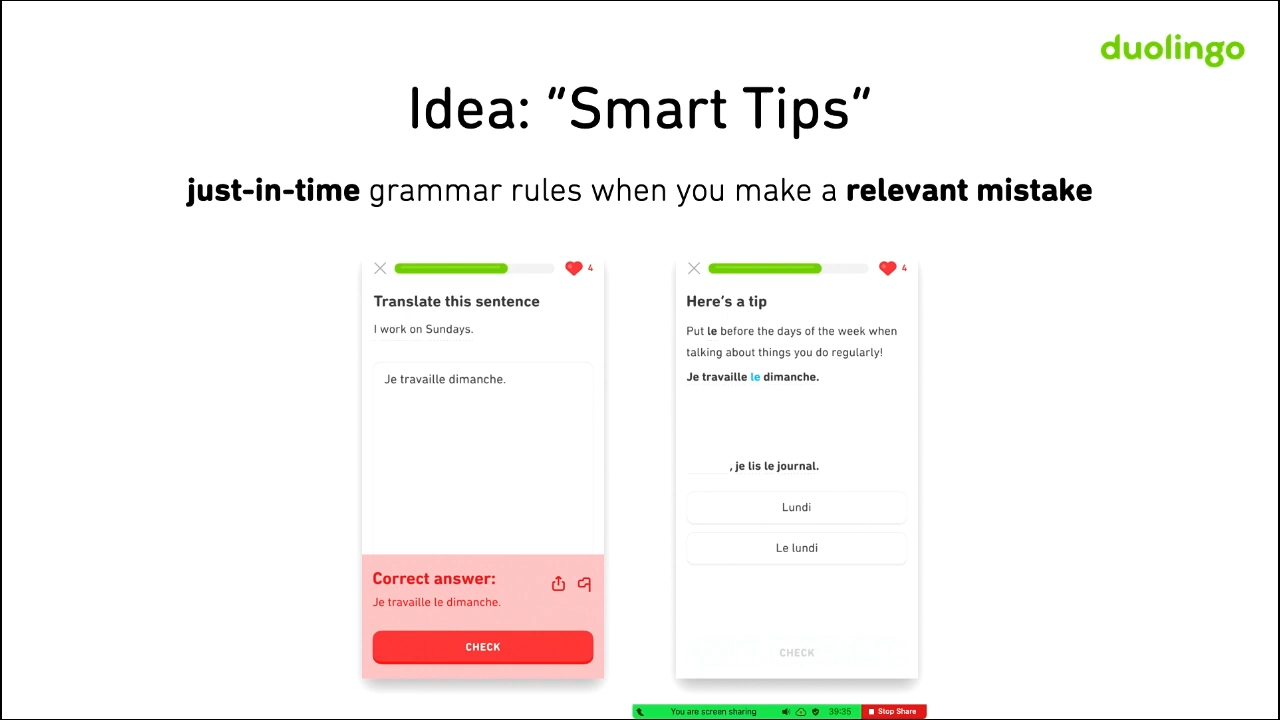 duolingo
Idea: "Smart Tips"
just-in-time grammar rules when you make a relevant mistake
4
Translate this sentence
I work on Sundays.
Je travaille dimanche.
Correct answer:
Je travaille le dimanche.
CHECK
4
Here's a tip
Put le before the days of the week when
talking about things you do regularly!
Je travaille le dimanche.
_____, je lis le journal.
Lundi
Le lundi
CHECK
You are screen sharing 39:35 Stop Share